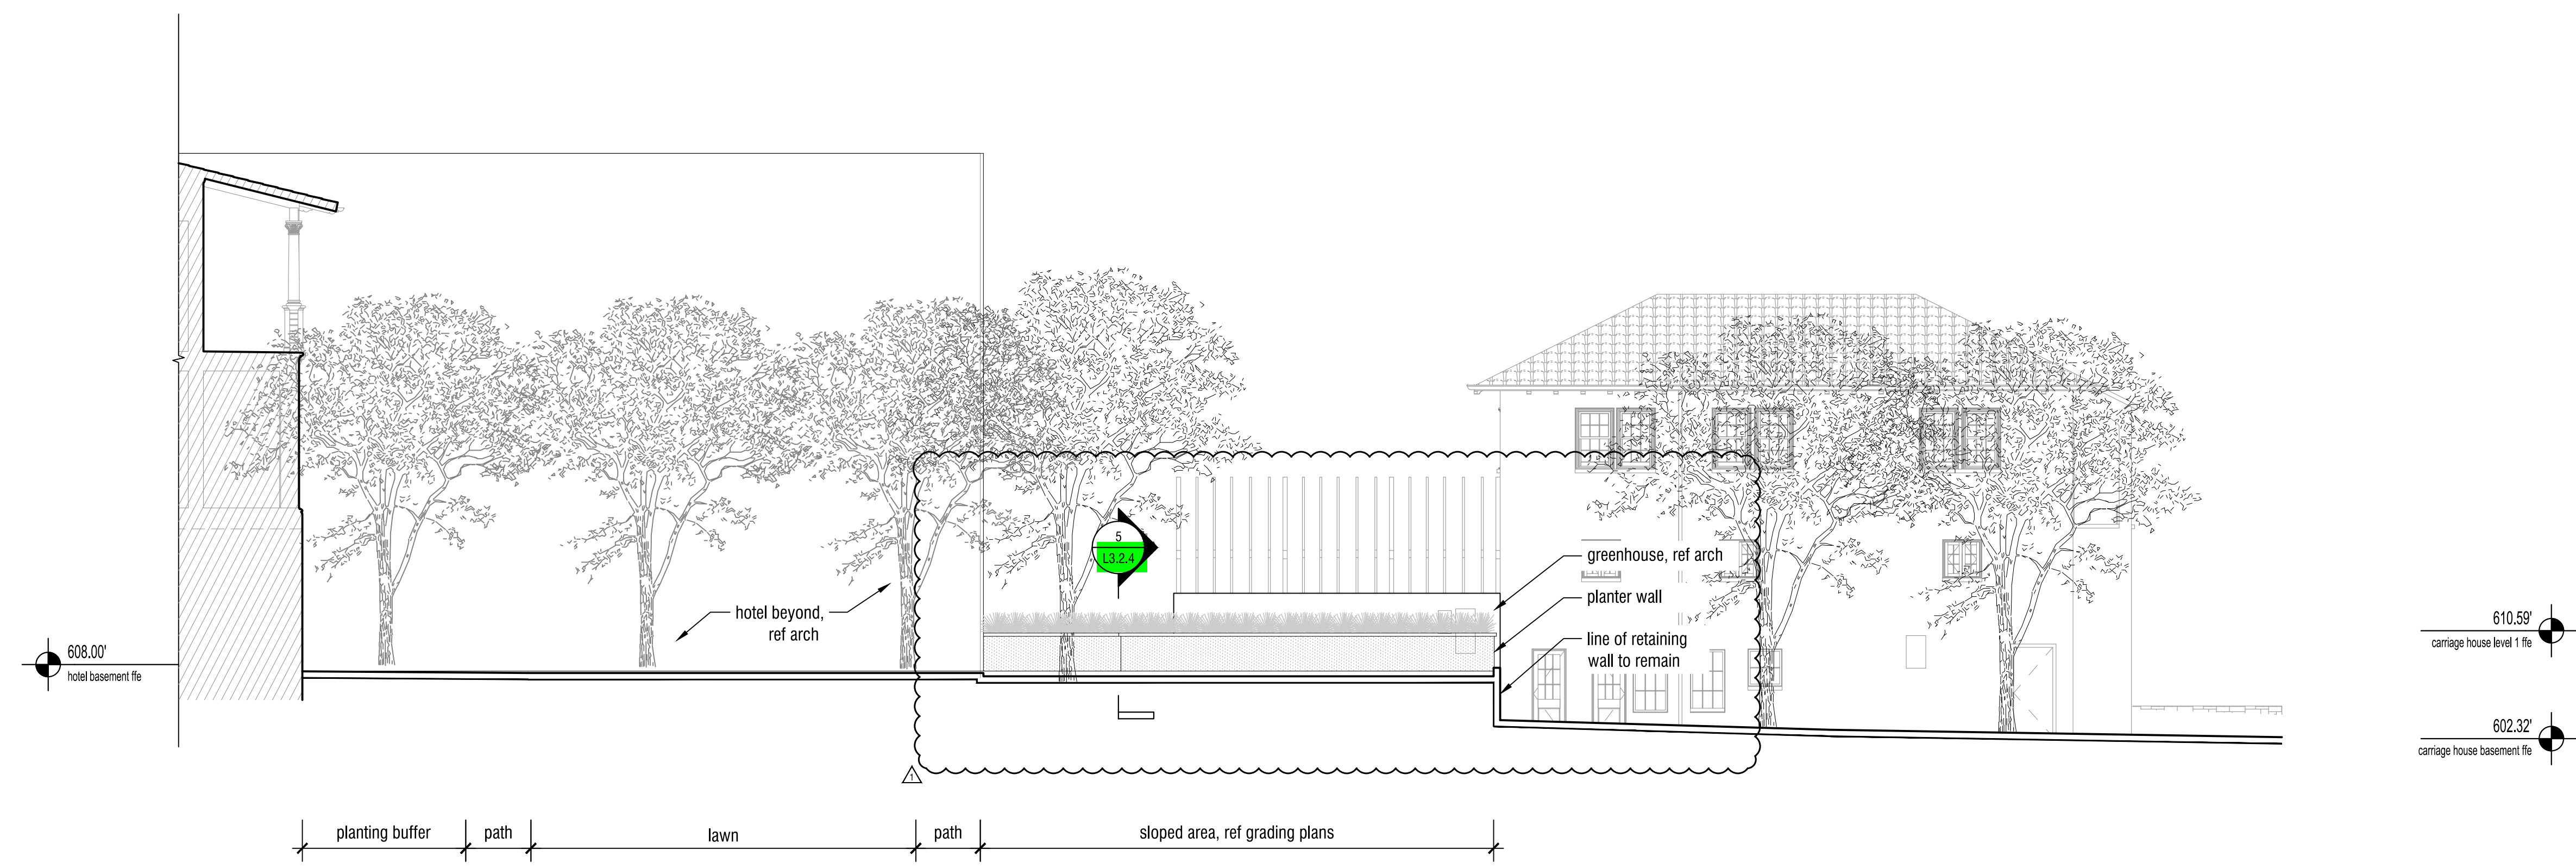 5
L3.2.4
greenhouse, ref arch
planter wall
hotel beyond,
ref arch
line of retaining
wall to remain
608.00'
hotel basement ffe
610.59'
carriage house level 1 ffe
602.32'
carriage house basement ffe
1
planting buffer
path
lawn
path
sloped area, ref grading plans